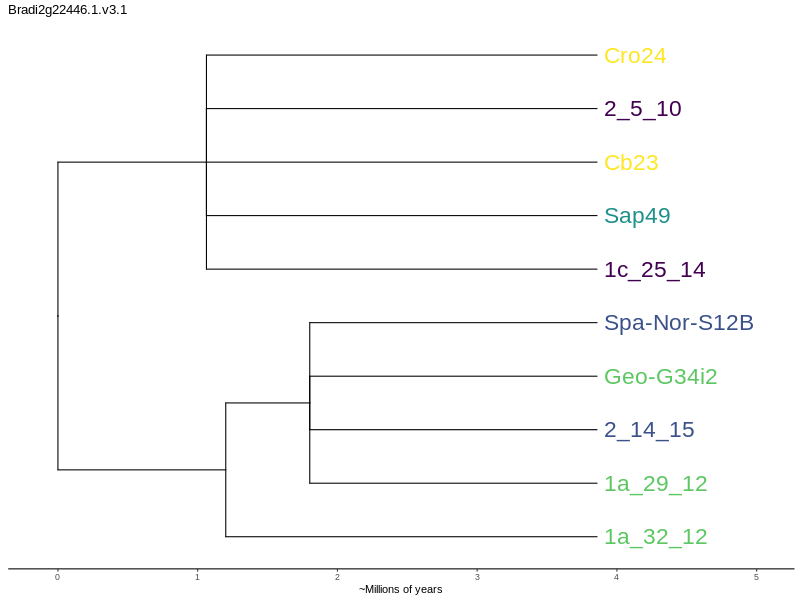 Bradi2g22446.1.v3.1
Cro24
2_5_10
Cb23
Sap49
1c_25_14
Spa-Nor-S12B
Geo-G34i2
2_14_15
1a_29_12
1a_32_12
0 1 2 3 4 5
~Millions of years